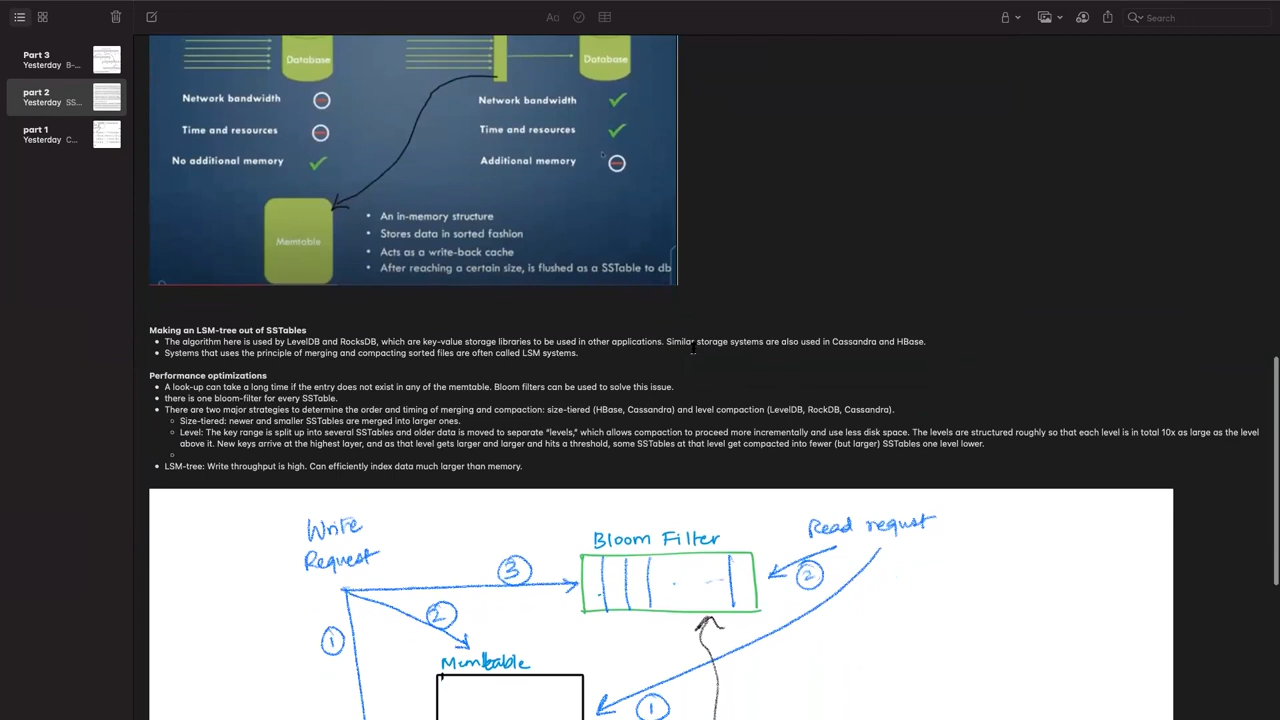 Search
Part 3
Yesterday B-...
part 2
Yesterday SS...
part 1
Yesterday C...
Database
Database
Network bandwidth
Network bandwidth
Time and resources
Time and resources
No additional memory
Additional memory
Memtable
• An in-memory structure
• Stores data in sorted fashion
• Acts as a write-back cache
• After reaching a certain size, is flushed as a SSTable to db
Making an LSM-tree out of SSTables
• The algorithm here is used by LevelDB and RocksDB, which are key-value storage libraries to be used in other applications. Similar storage systems are also used in Cassandra and HBase.
• Systems that uses the principle of merging and compacting sorted files are often called LSM systems.
Performance optimizations
• A look-up can take a long time if the entry does not exist in any of the memtable. Bloom filters can be used to solve this issue.
• there is one bloom-filter for every SSTable.
• There are two major strategies to determine the order and timing of merging and compaction: size-tiered (HBase, Cassandra) and level compaction (LevelDB, RockDB, Cassandra).
◦ Size-tiered: newer and smaller SSTables are merged into larger ones.
◦ Level: The key range is split up into several SSTables and older data is moved to separate “levels,” which allows compaction to proceed more incrementally and use less disk space. The levels are structured roughly so that each level is in total 10x as large as the level
above it. New keys arrive at the highest layer, and as that level gets larger and larger and hits a threshold, some SSTables at that level get compacted into fewer (but larger) SSTables one level lower.
◦
• LSM-tree: Write throughput is high. Can efficiently index data much larger than memory.
Write
Request
Bloom Filter
Read requst
3
2
2
1
Memtable
1